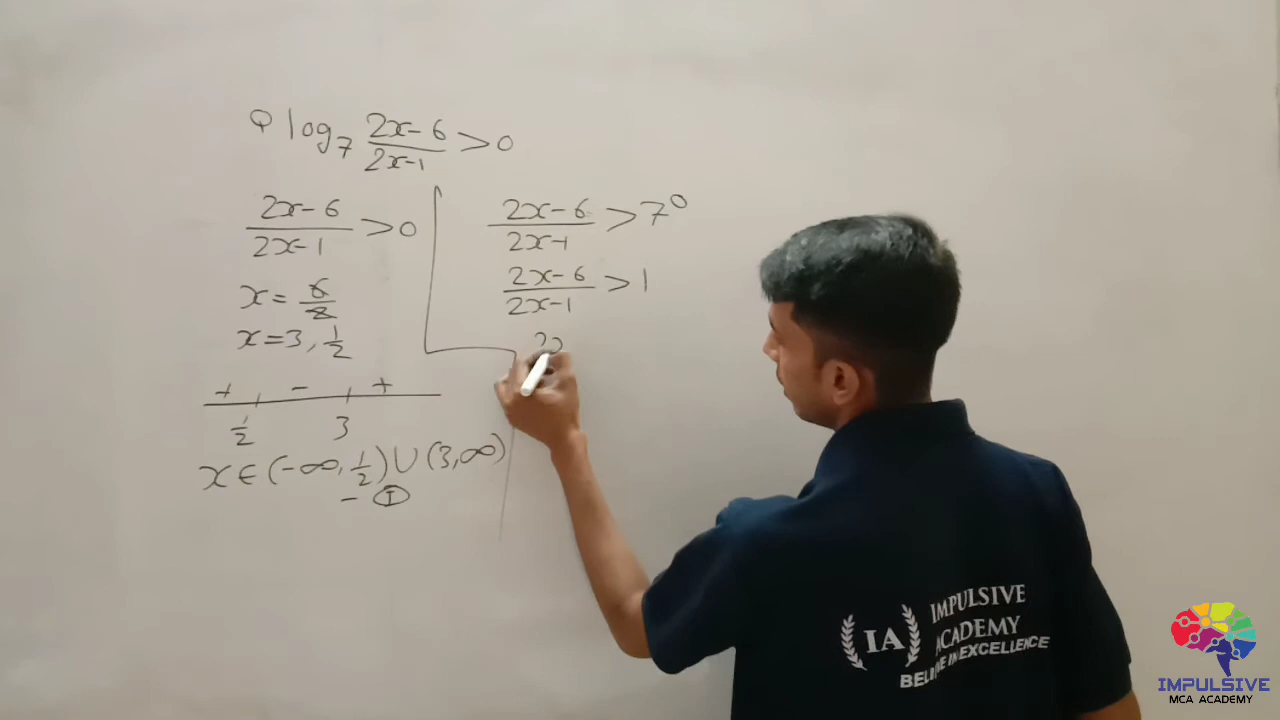 Q log₇ (2x-6)/(2x-1) > 0
(2x-6)/(2x-1) > 0
x = 6/2
x = 3, 1/2
+ - +
1/2 3
x ∈ (-∞, 1/2) ∪ (3, ∞)
- I
(2x-6)/(2x-1) > 7⁰
(2x-6)/(2x-1) > 1
IA IMPULSIVE
ACADEMY
BELIEVE IN EXCELLENCE
IMPULSIVE
MCA ACADEMY